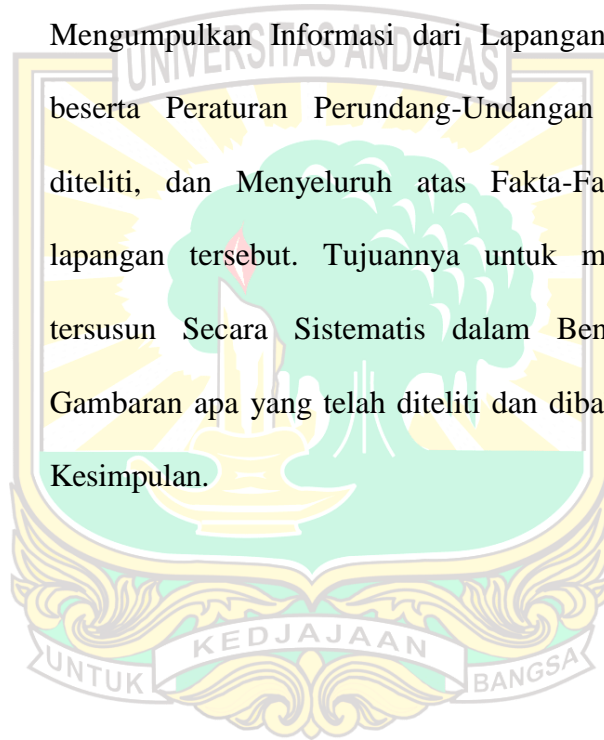 Mengumpulkan Informasi dari Lapangan
UNIVERSITAS ANDALAS
beserta Peraturan Perundang-Undangan
diteliti, dan Menyeluruh atas Fakta-Fa
lapangan tersebut. Tujuannya untuk m
tersusun Secara Sistematis dalam Ben
Gambaran apa yang telah diteliti dan diba
Kesimpulan.
UNTUK KEDJAJAAN BANGSA